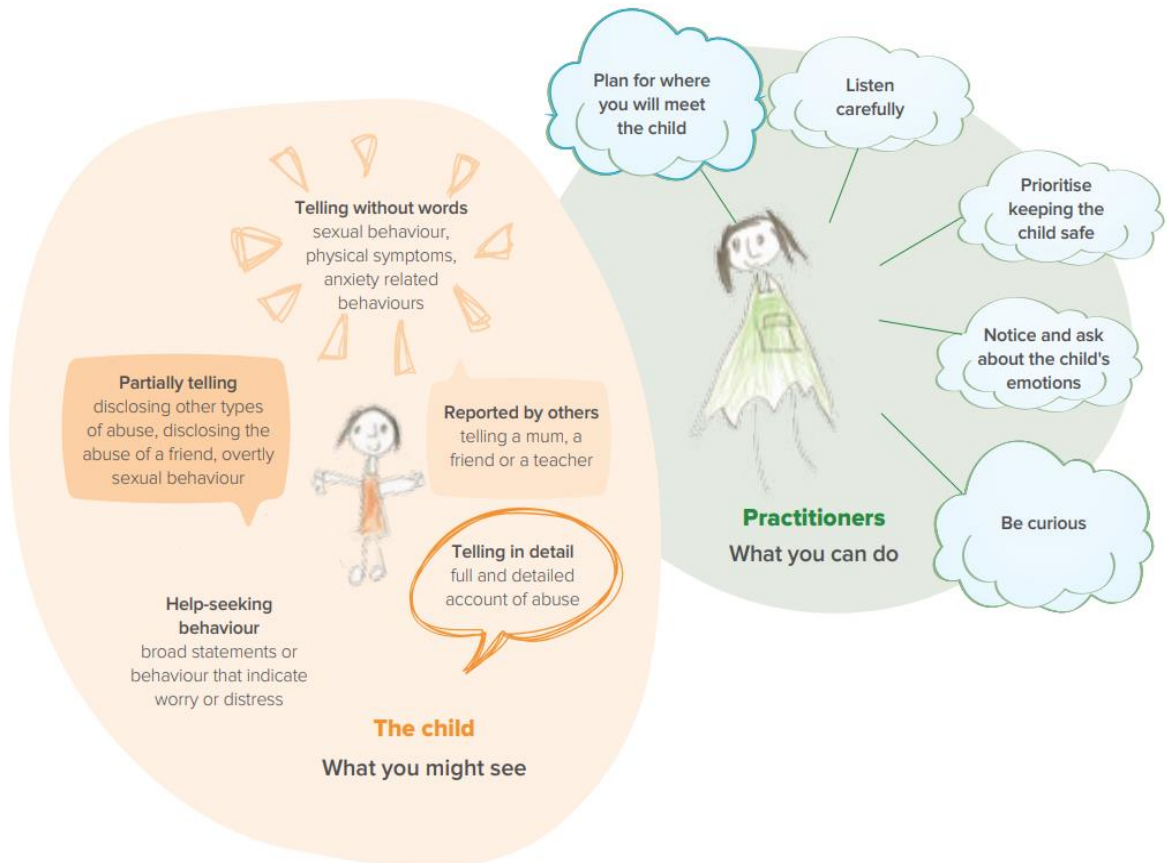 Telling without words
sexual behaviour,
physical symptoms,
anxiety related
behaviours
Partially telling
disclosing other types
of abuse, disclosing the
abuse of a friend, overtly
sexual behaviour
Reported by others
telling a mum, a
friend or a teacher
Telling in detail
full and detailed
account of abuse
Help-seeking
behaviour
broad statements or
behaviour that indicate
worry or distress
The child
What you might see
Plan for where
you will meet
the child
Listen
carefully
Prioritise
keeping the
child safe
Notice and ask
about the child's
emotions
Be curious
Practitioners
What you can do